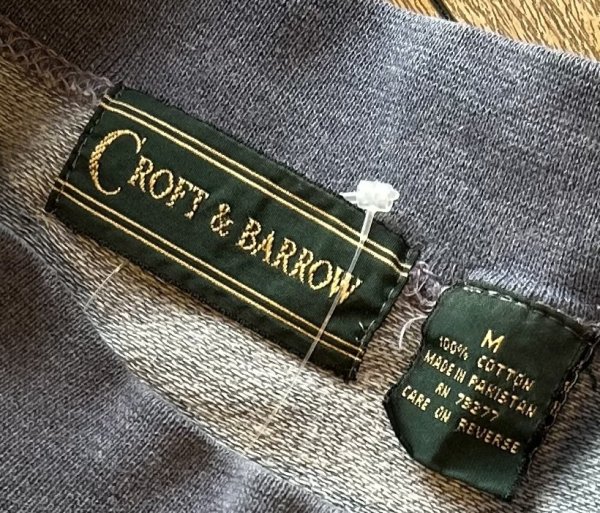 CROFT & BARROW
M
100% COTTON
MADE IN PAKISTAN
RN 73277
CARE ON REVERSE